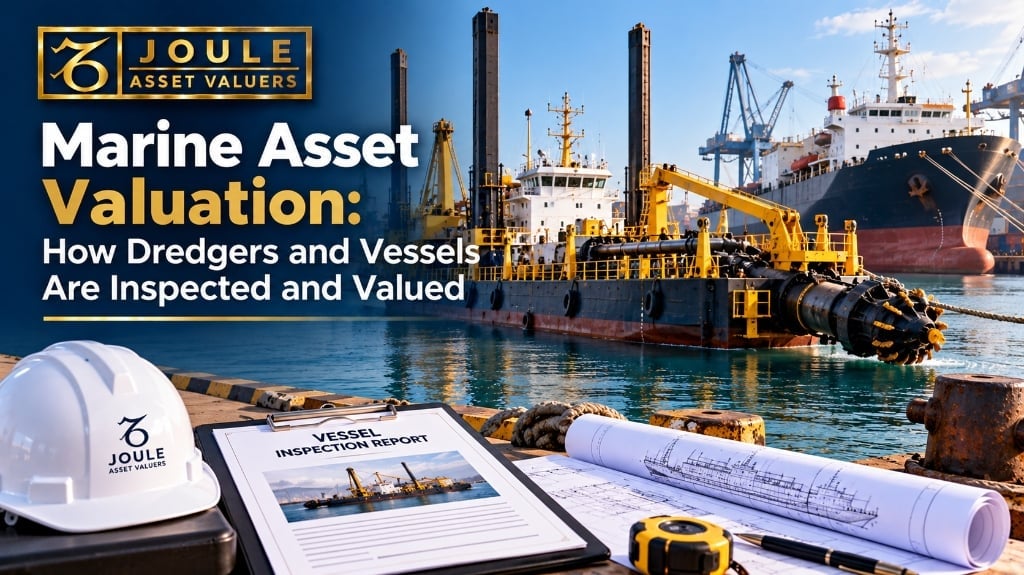 JOULE
ASSET VALUERS
Marine Asset
Valuation:
How Dredgers and Vessels
Are Inspected and Valued
JOULE
ASSET VALUERS
VESSEL
INSPECTION REPORT